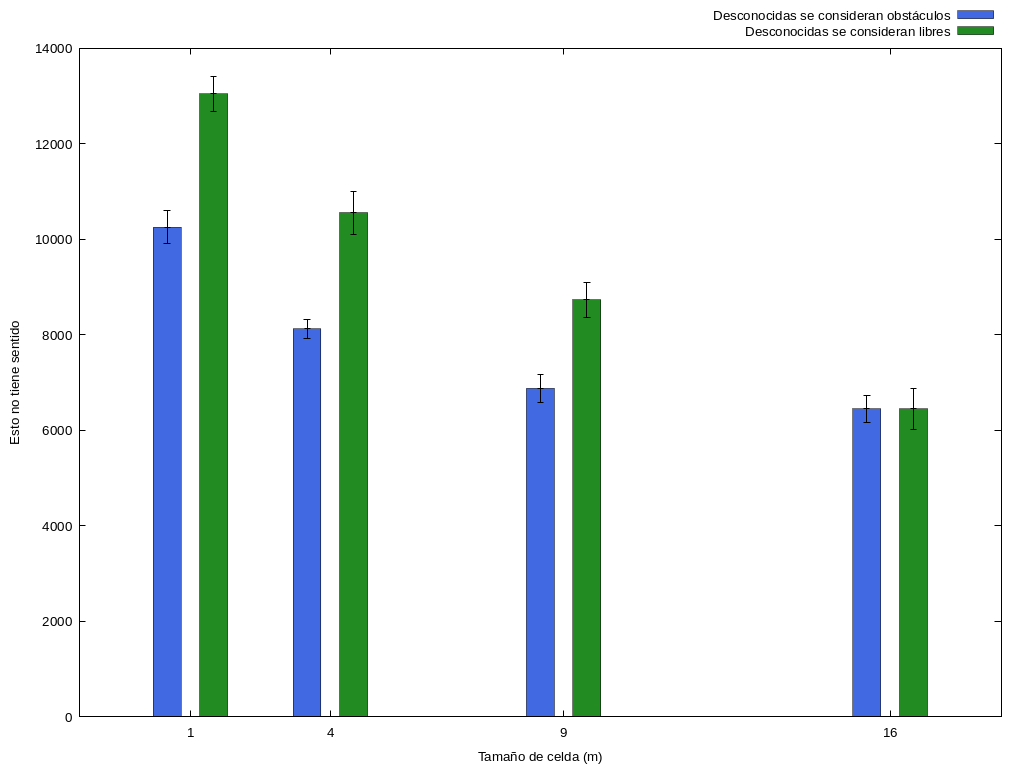 Desconocidas se consideran obstáculos
Desconocidas se consideran libres
14000
12000
10000
8000
6000
4000
2000
0
Esto no tiene sentido
1 4 9 16
Tamaño de celda (m)